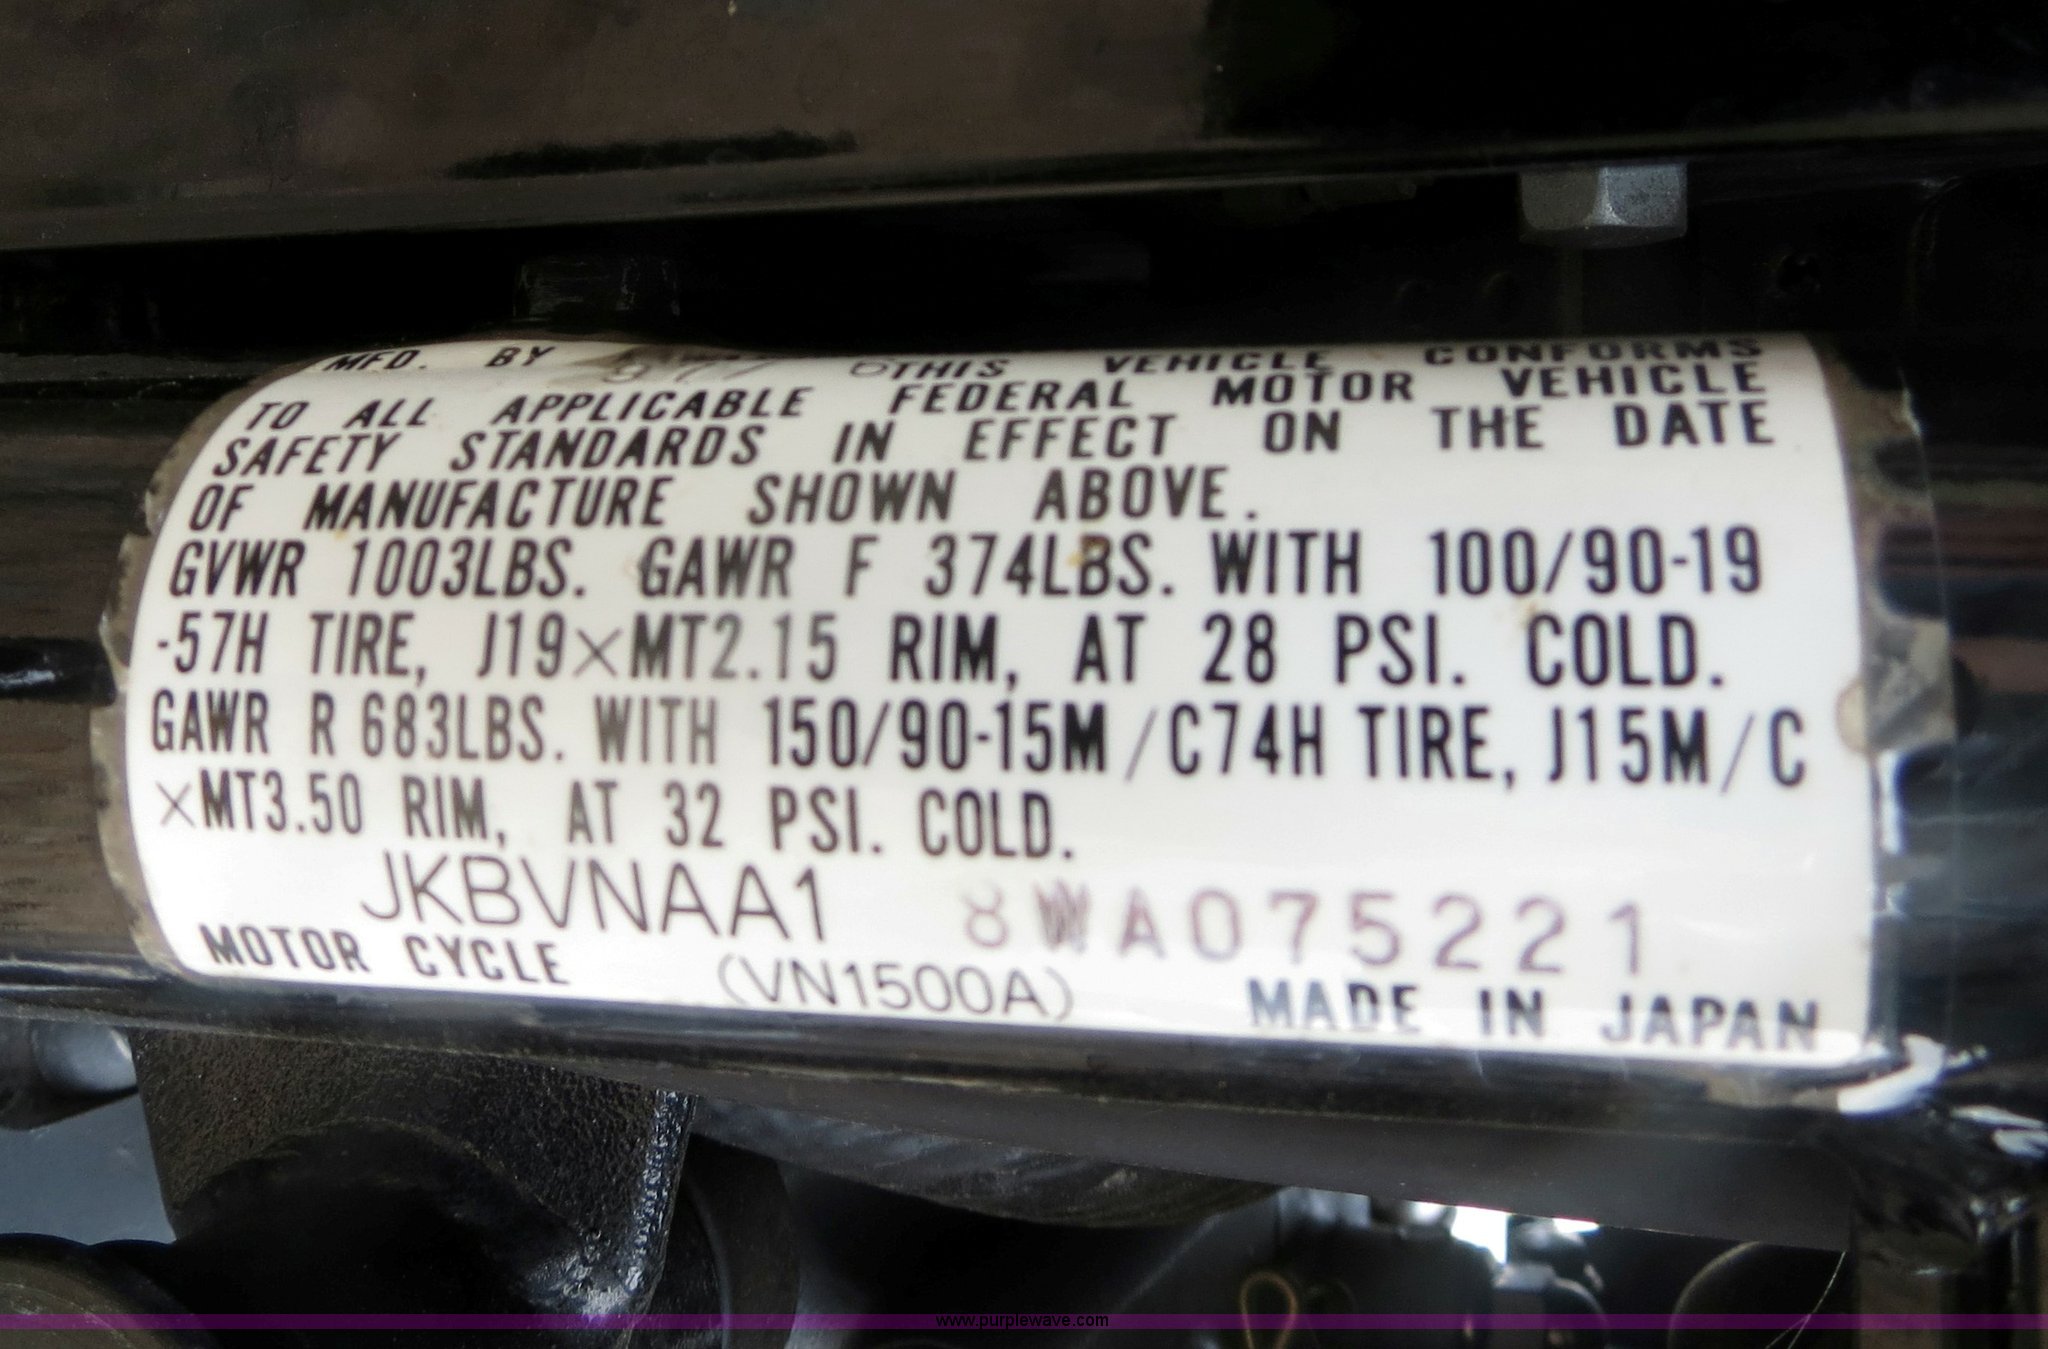 MFD. BY THIS VEHICLE CONFORMS
TO ALL APPLICABLE FEDERAL MOTOR VEHICLE
SAFETY STANDARDS IN EFFECT ON THE DATE
OF MANUFACTURE SHOWN ABOVE.
GVWR 1003LBS. GAWR F 374LBS. WITH 100/90-19
-57H TIRE, J19×MT2.15 RIM, AT 28 PSI. COLD.
GAWR R 683LBS. WITH 150/90-15M/C74H TIRE, J15M/C
×MT3.50 RIM, AT 32 PSI. COLD.
JKBVNAA1 8WA075221
MOTOR CYCLE (VN1500A) MADE IN JAPAN
www.purplewave.com